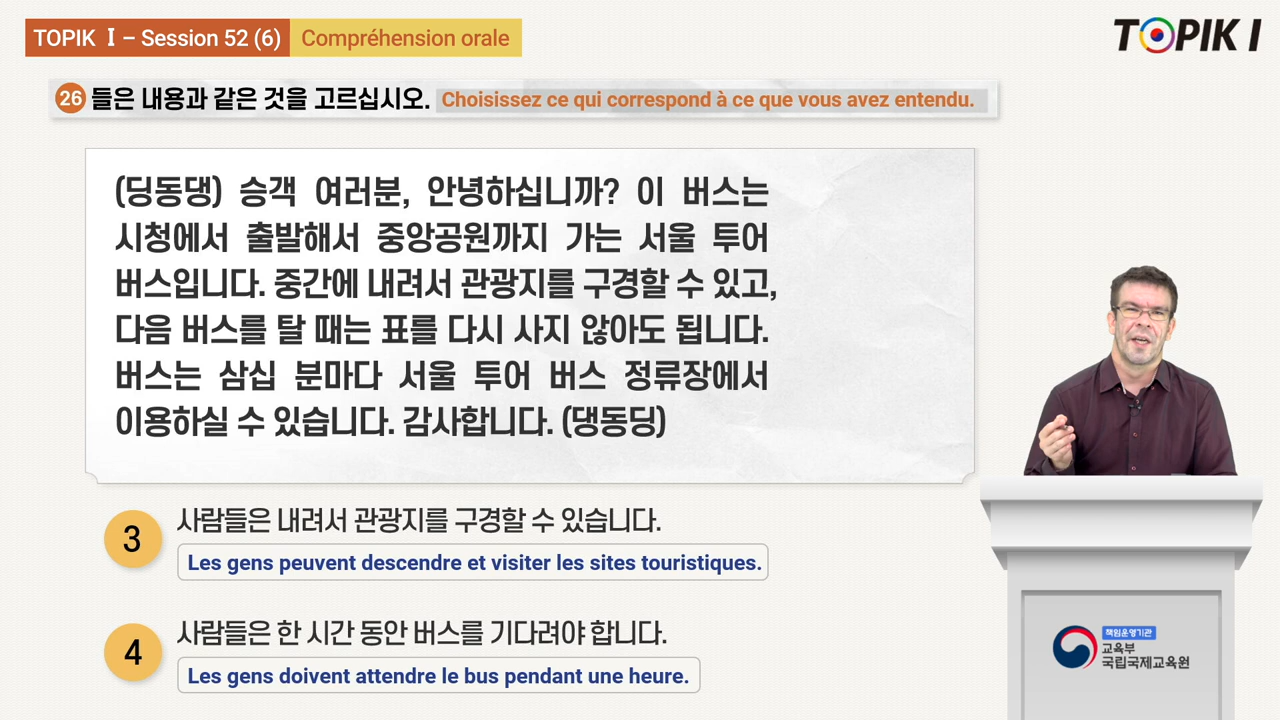 TOPIK Ⅰ – Session 52 (6) Compréhension orale
TOPIK I
26 들은 내용과 같은 것을 고르십시오. Choisissez ce qui correspond à ce que vous avez entendu.
(딩동댕) 승객 여러분, 안녕하십니까? 이 버스는
시청에서 출발해서 중앙공원까지 가는 서울 투어
버스입니다. 중간에 내려서 관광지를 구경할 수 있고,
다음 버스를 탈 때는 표를 다시 사지 않아도 됩니다.
버스는 삼십 분마다 서울 투어 버스 정류장에서
이용하실 수 있습니다. 감사합니다. (댕동딩)
3 사람들은 내려서 관광지를 구경할 수 있습니다.
Les gens peuvent descendre et visiter les sites touristiques.
4 사람들은 한 시간 동안 버스를 기다려야 합니다.
Les gens doivent attendre le bus pendant une heure.
책임운영기관
교육부
국립국제교육원